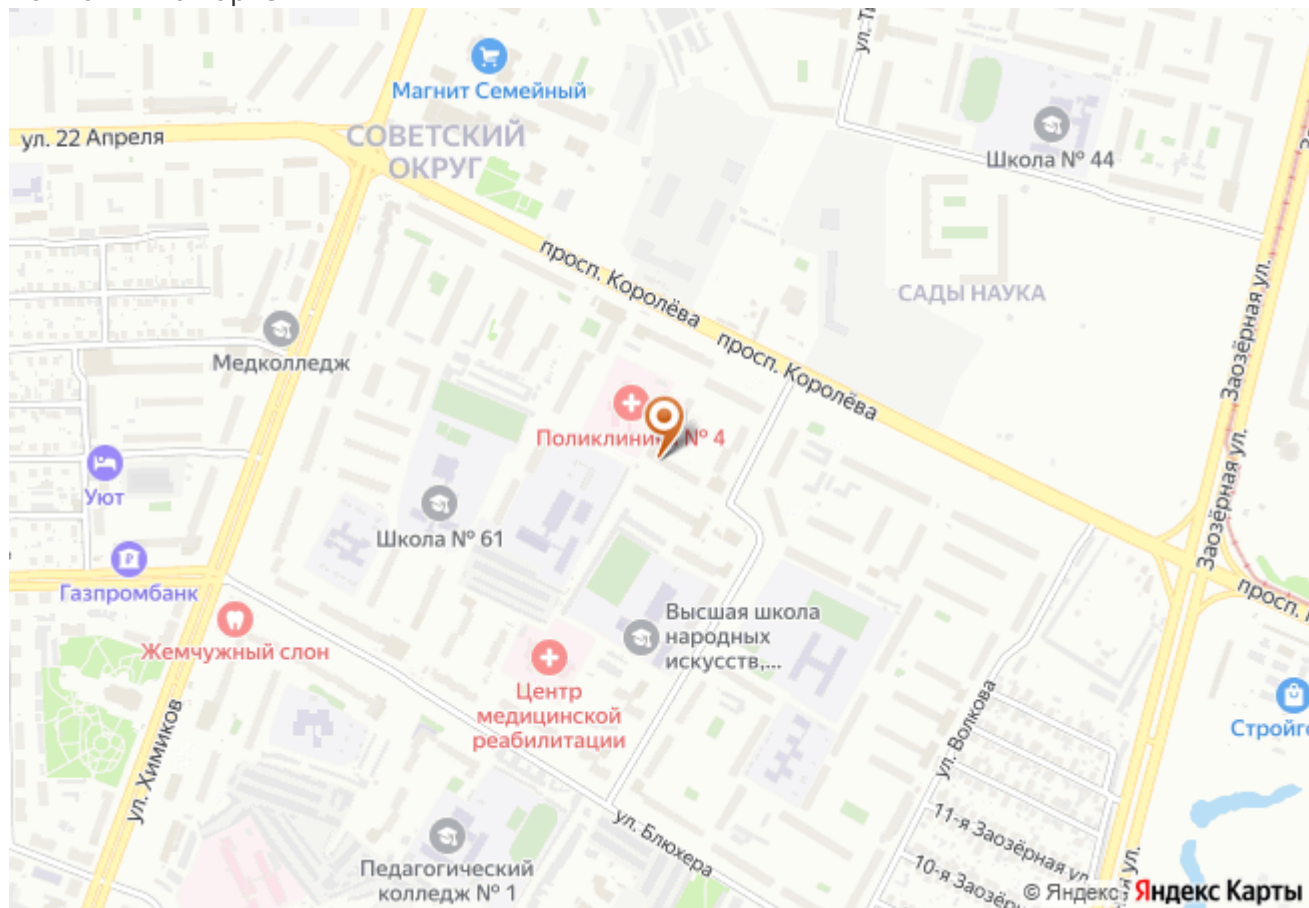 Магнит Семейный
ул. 22 Апреля
СОВЕТСКИЙ
ОКРУГ
Школа № 44
просп. Королёва
просп. Королёва
САДЫ НАУКА
Заозёрная ул.
Заозёрная ул.
Заозёрная ул.
Медколледж
Поликлиника № 4
Уют
Школа № 61
Газпромбанк
Жемчужный слон
Высшая школа
народных
искусств,...
Центр
медицинской
реабилитации
ул. Химиков
ул. Волкова
ул. Блюхера
11-я Заозёрная ул.
Педагогический
колледж № 1
© Яндекс
Яндекс Карты